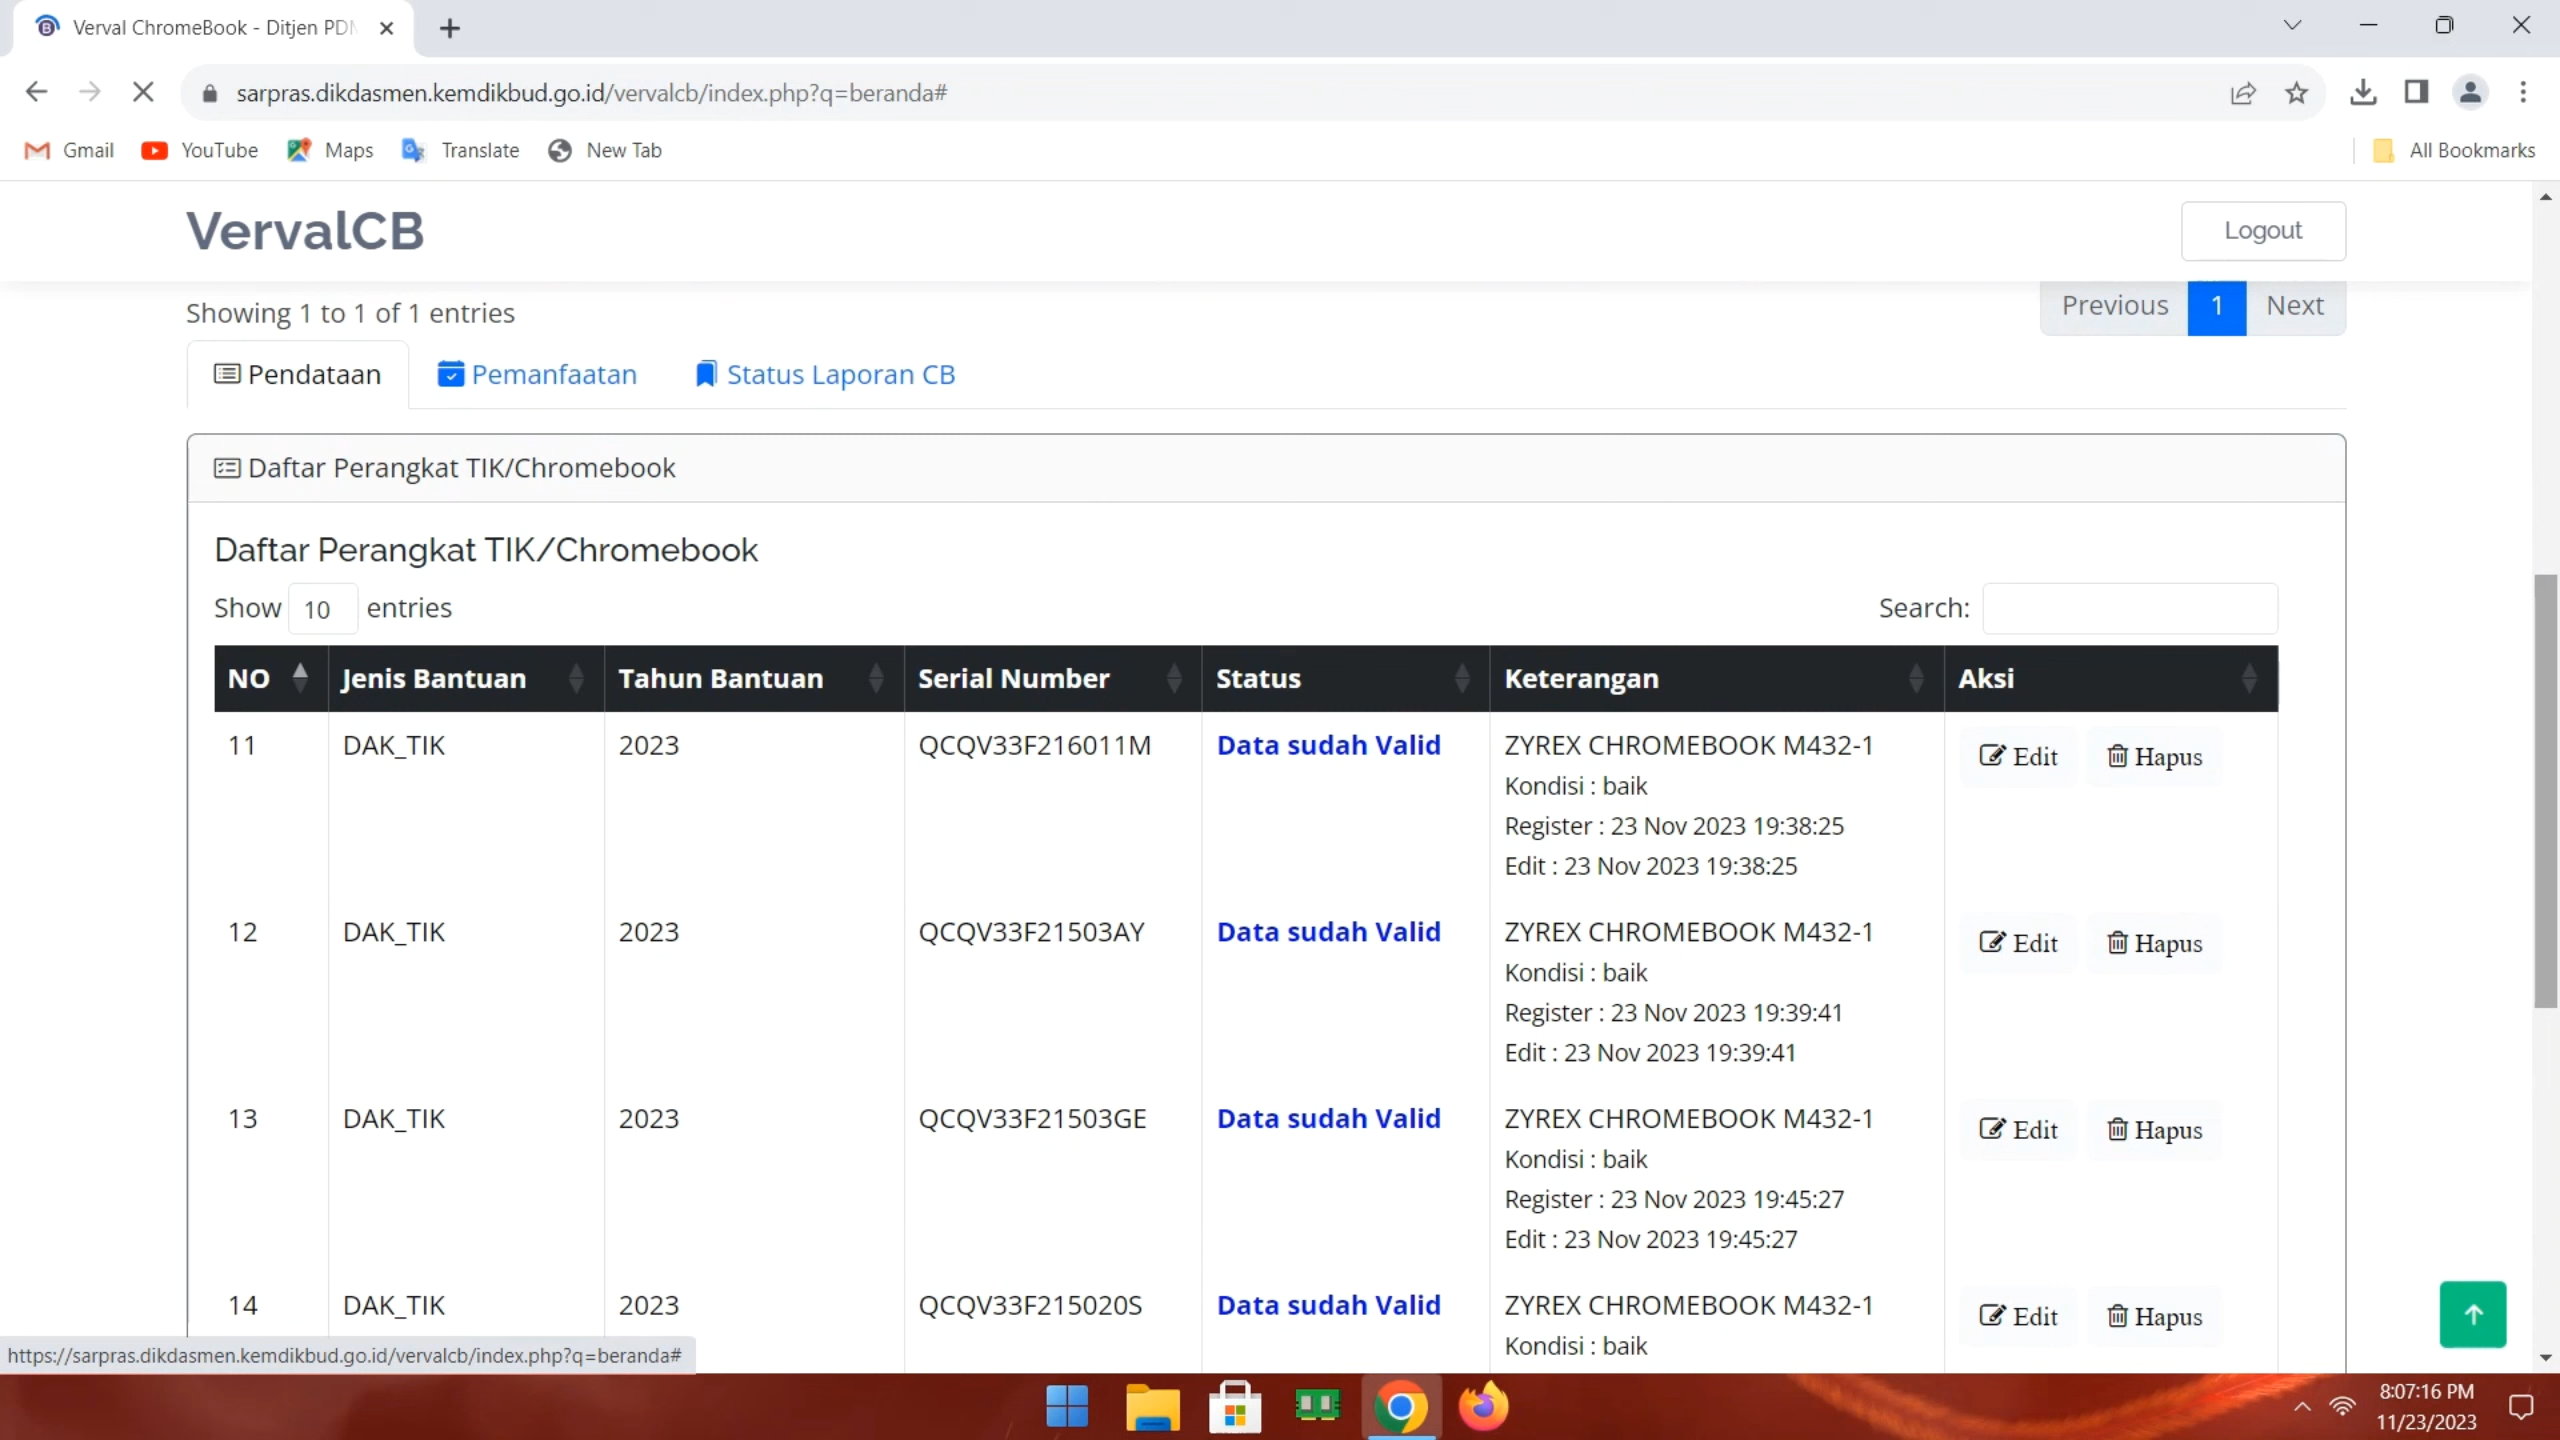 Verval ChromeBook - Ditjen PD
sarpras.dikdasmen.kemdikbud.go.id/vervalcb/index.php?q=beranda#
Gmail YouTube Maps Translate New Tab All Bookmarks
VervalCB Logout
Showing 1 to 1 of 1 entries Previous 1 Next
Pendataan Pemanfaatan Status Laporan CB
Daftar Perangkat TIK/Chromebook
Daftar Perangkat TIK/Chromebook
Show 10 entries Search:
NO Jenis Bantuan Tahun Bantuan Serial Number Status Keterangan Aksi
11 DAK_TIK 2023 QCQV33F216011M Data sudah Valid ZYREX CHROMEBOOK M432-1 Edit Hapus
Kondisi : baik
Register : 23 Nov 2023 19:38:25
Edit : 23 Nov 2023 19:38:25
12 DAK_TIK 2023 QCQV33F21503AY Data sudah Valid ZYREX CHROMEBOOK M432-1 Edit Hapus
Kondisi : baik
Register : 23 Nov 2023 19:39:41
Edit : 23 Nov 2023 19:39:41
13 DAK_TIK 2023 QCQV33F21503GE Data sudah Valid ZYREX CHROMEBOOK M432-1 Edit Hapus
Kondisi : baik
Register : 23 Nov 2023 19:45:27
Edit : 23 Nov 2023 19:45:27
14 DAK_TIK 2023 QCQV33F215020S Data sudah Valid ZYREX CHROMEBOOK M432-1 Edit Hapus
Kondisi : baik
https://sarpras.dikdasmen.kemdikbud.go.id/vervalcb/index.php?q=beranda#
8:07:16 PM
11/23/2023